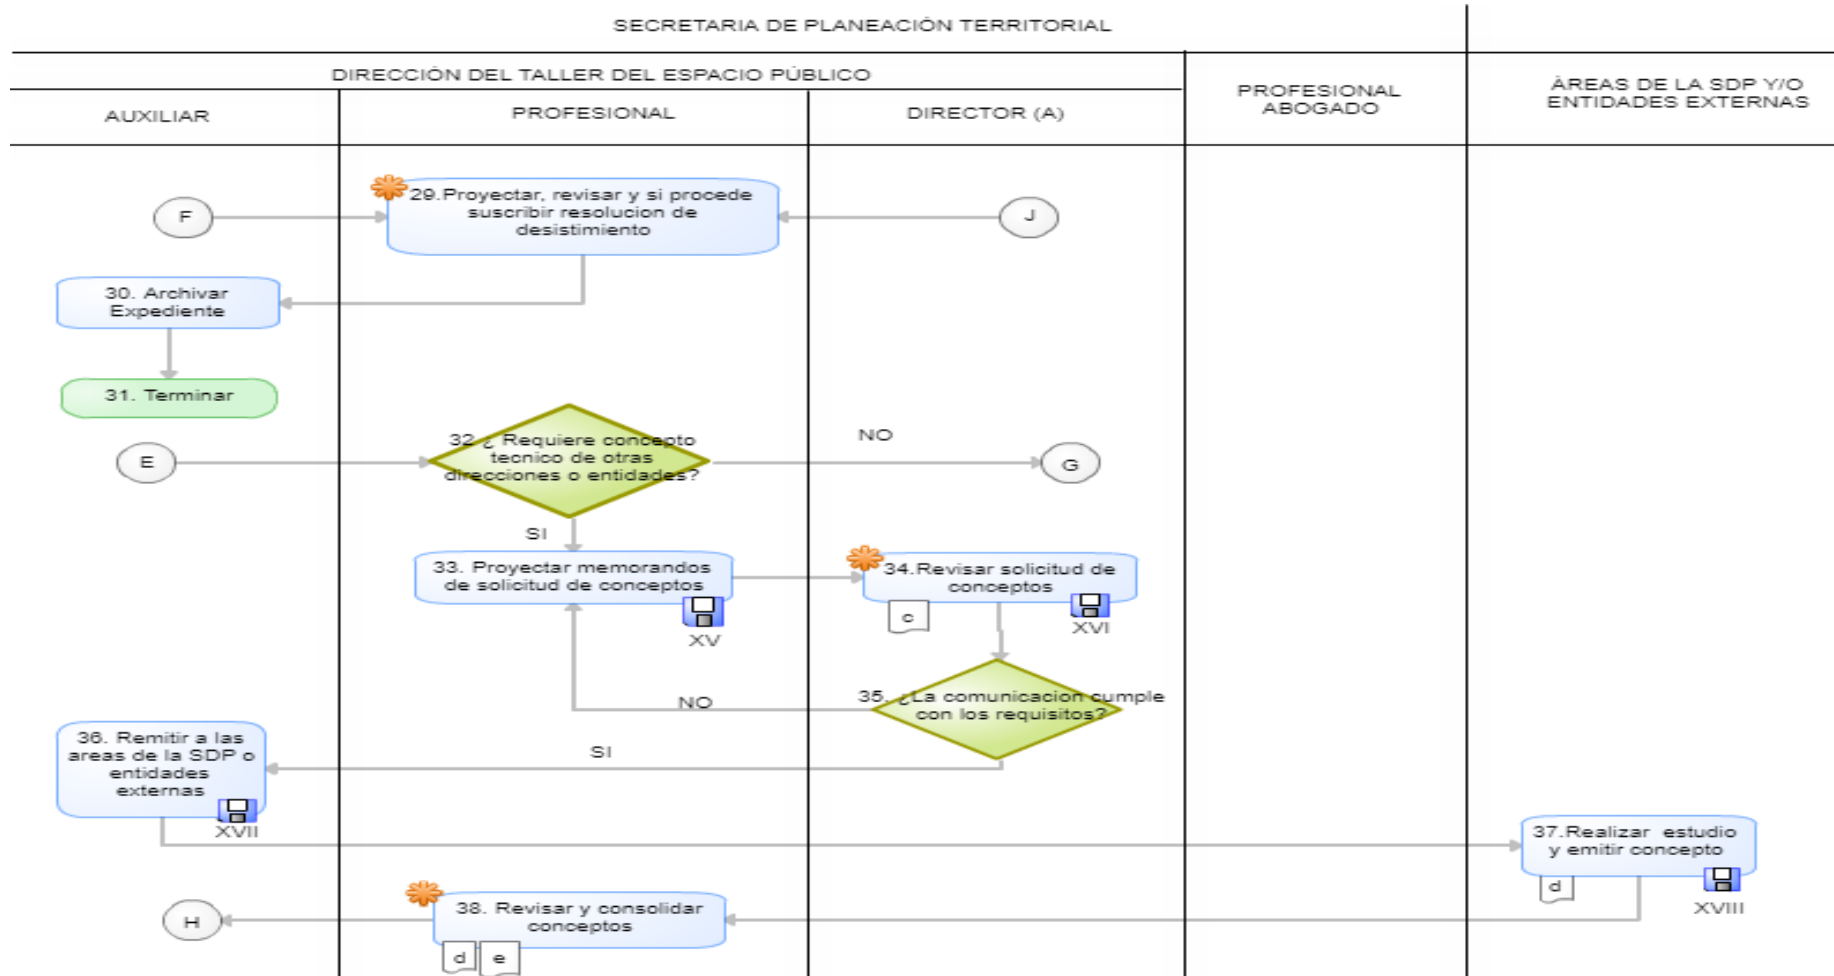 SECRETARIA DE PLANEACIÓN TERRITORIAL
DIRECCIÓN DEL TALLER DEL ESPACIO PÚBLICO
AUXILIAR
PROFESIONAL
DIRECTOR (A)
PROFESIONAL
ABOGADO
ÀREAS DE LA SDP Y/O
ENTIDADES EXTERNAS
F
29.Proyectar, revisar y si procede
suscribir resolucion de
desistimiento
J
30. Archivar
Expediente
31. Terminar
E
32 ¿ Requiere concepto
tecnico de otras
direcciones o entidades?
NO
G
SI
33. Proyectar memorandos
de solicitud de conceptos
XV
34.Revisar solicitud de
conceptos
c
XVI
35. ¿La comunicacion cumple
con los requisitos?
NO
SI
36. Remitir a las
areas de la SDP o
entidades
externas
XVII
37.Realizar estudio
y emitir concepto
d
XVIII
H
38. Revisar y consolidar
conceptos
d
e